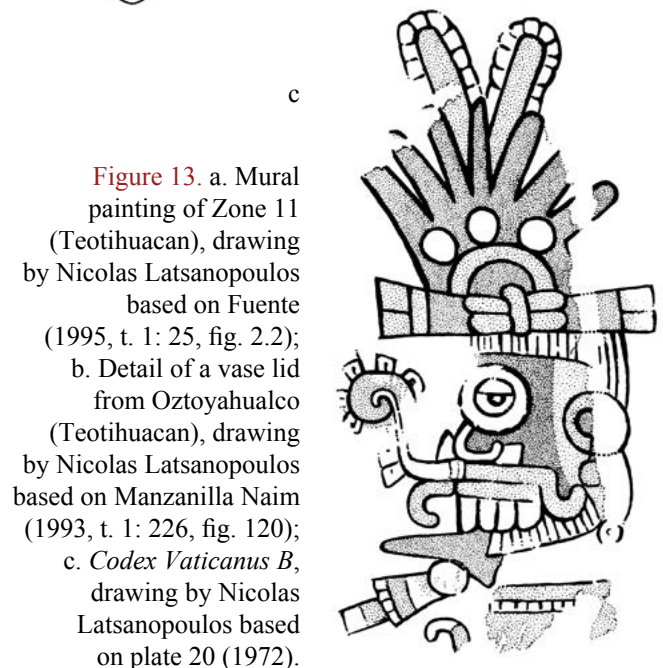 c
Figure 13. a. Mural
painting of Zone 11
(Teotihuacan), drawing
by Nicolas Latsanopoulos
based on Fuente
(1995, t. 1: 25, fig. 2.2);
b. Detail of a vase lid
from Oztoyahualco
(Teotihuacan), drawing
by Nicolas Latsanopoulos
based on Manzanilla Naim
(1993, t. 1: 226, fig. 120);
c. Codex Vaticanus B,
drawing by Nicolas
Latsanopoulos based
on plate 20 (1972).